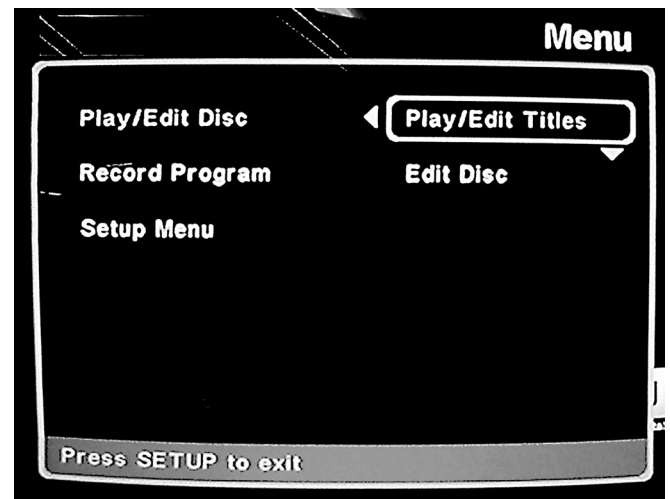 Menu
Play/Edit Disc
Play/Edit Titles
Record Program
Edit Disc
Setup Menu
Press SETUP to exit